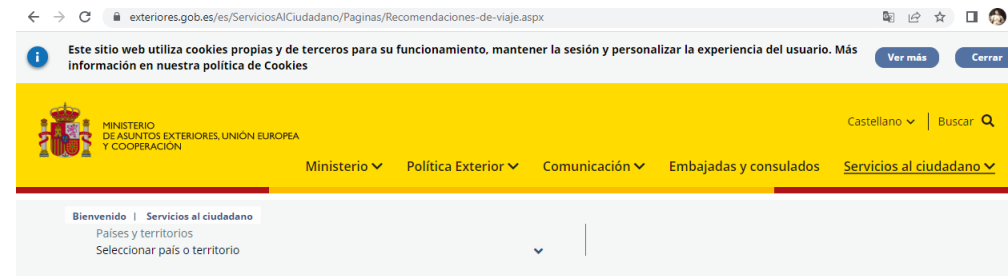 exteriores.gob.es/es/ServiciosAlCiudadano/Paginas/Recomendaciones-de-viaje.aspx
Este sitio web utiliza cookies propias y de terceros para su funcionamiento, mantener la sesión y personalizar la experiencia del usuario. Más
información en nuestra política de Cookies
Ver más
Cerrar
MINISTERIO
DE ASUNTOS EXTERIORES, UNIÓN EUROPEA
Y COOPERACIÓN
Castellano
Buscar
Ministerio
Política Exterior
Comunicación
Embajadas y consulados
Servicios al ciudadano
Bienvenido | Servicios al ciudadano
Países y territorios
Seleccionar país o territorio